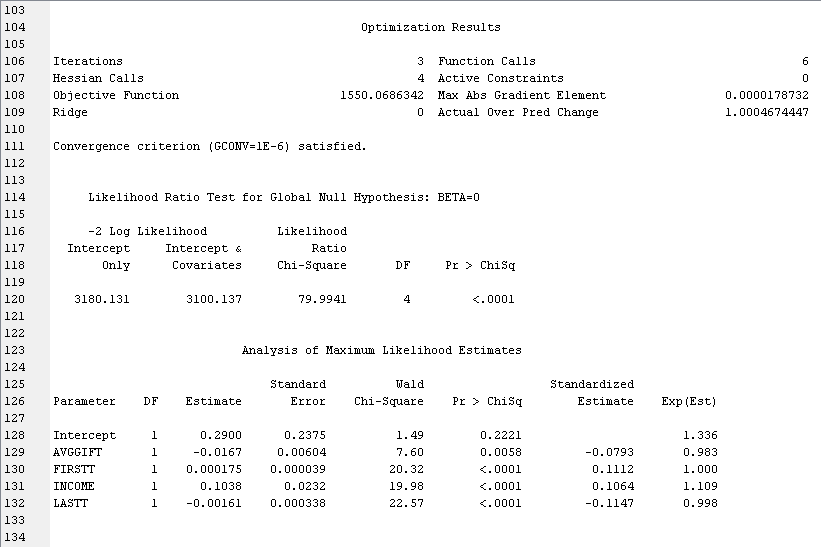 103
104 Optimization Results
105
106 Iterations 3 Function Calls 6
107 Hessian Calls 4 Active Constraints 0
108 Objective Function 1550.0686342 Max Abs Gradient Element 0.0000178732
109 Ridge 0 Actual Over Pred Change 1.0004674447
110
111 Convergence criterion (GCONV=1E-6) satisfied.
112
113
114 Likelihood Ratio Test for Global Null Hypothesis: BETA=0
115
116 -2 Log Likelihood Likelihood
117 Intercept Intercept & Ratio
118 Only Covariates Chi-Square DF Pr > ChiSq
119
120 3180.131 3100.137 79.9941 4 <.0001
121
122
123 Analysis of Maximum Likelihood Estimates
124
125 Standard Wald Standardized
126 Parameter DF Estimate Error Chi-Square Pr > ChiSq Estimate Exp(Est)
127
128 Intercept 1 0.2900 0.2375 1.49 0.2221 1.336
129 AVGGIFT 1 -0.0167 0.00604 7.60 0.0058 -0.0793 0.983
130 FIRSTT 1 0.000175 0.000039 20.32 <.0001 0.1112 1.000
131 INCOME 1 0.1038 0.0232 19.98 <.0001 0.1064 1.109
132 LASTT 1 -0.00161 0.000338 22.57 <.0001 -0.1147 0.998
133
134